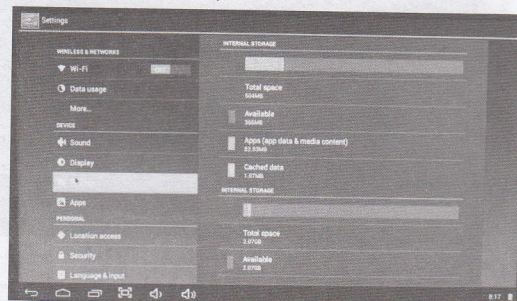 Settings
WIRELESS & NETWORKS
Wi-Fi
Data usage
More...
DEVICE
Sound
Display
Apps
PERSONAL
Location access
Security
Language & input
INTERNAL STORAGE
Total space
504MB
Available
Apps (app data & media content)
Cached data
INTERNAL STORAGE
Total space
2.07GB
Available
2.07GB
8:17